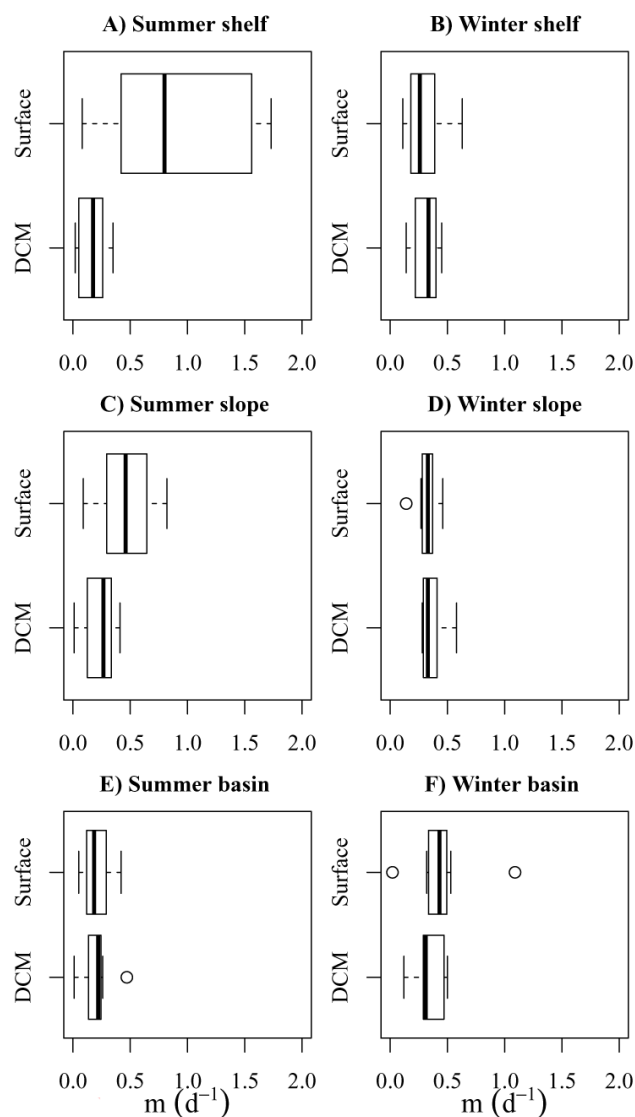 A) Summer shelf
B) Winter shelf
Surface
DCM
Surface
DCM
0.0 0.5 1.0 1.5 2.0
0.0 0.5 1.0 1.5 2.0
C) Summer slope
D) Winter slope
Surface
DCM
Surface
DCM
0.0 0.5 1.0 1.5 2.0
0.0 0.5 1.0 1.5 2.0
E) Summer basin
F) Winter basin
Surface
DCM
Surface
DCM
0.0 0.5 1.0 1.5 2.0
0.0 0.5 1.0 1.5 2.0
m (d⁻¹)
m (d⁻¹)